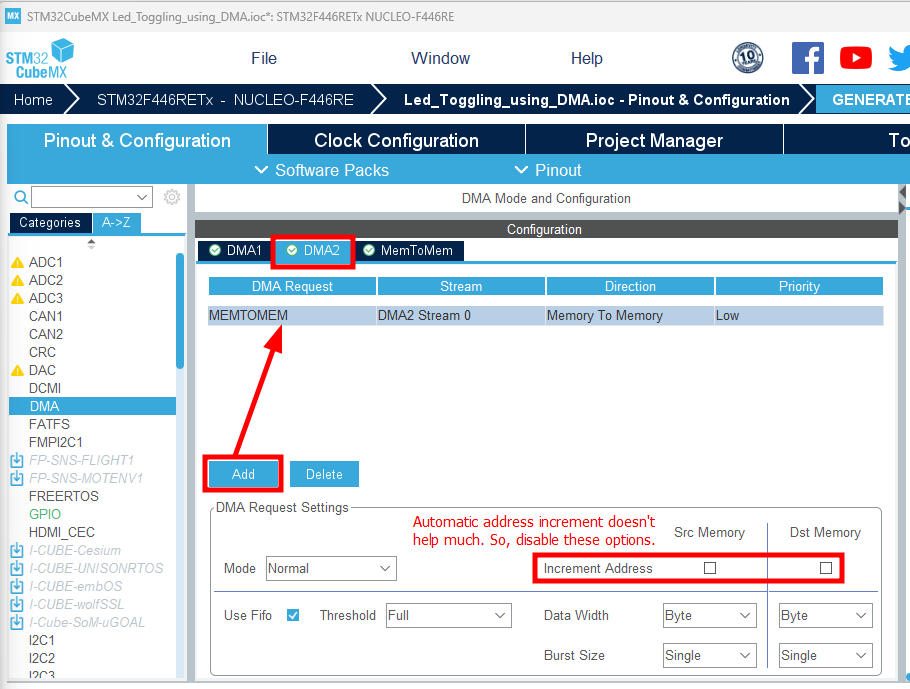 MX STM32CubeMX Led_Toggling_using_DMA.ioc*: STM32F446RETx NUCLEO-F446RE
STM32
CubeMX
File Window Help
10 YEARS
Home STM32F446RETx - NUCLEO-F446RE Led_Toggling_using_DMA.ioc - Pinout & Configuration GENERATE
Pinout & Configuration Clock Configuration Project Manager To
Software Packs Pinout
Categories A->Z
ADC1
ADC2
ADC3
CAN1
CAN2
CRC
DAC
DCMI
DMA
FATFS
FMPI2C1
FP-SNS-FLIGHT1
FP-SNS-MOTENV1
FREERTOS
GPIO
HDMI_CEC
I-CUBE-Cesium
I-CUBE-UNISONRTOS
I-CUBE-embOS
I-CUBE-wolfSSL
I-Cube-SoM-uGOAL
I2C1
I2C2
I2C3
DMA Mode and Configuration
Configuration
DMA1 DMA2 MemToMem
DMA Request Stream Direction Priority
MEMTOMEM DMA2 Stream 0 Memory To Memory Low
Add Delete
DMA Request Settings
Automatic address increment doesn't
help much. So, disable these options.
Src Memory Dst Memory
Mode Normal Increment Address
Use Fifo Threshold Full Data Width Byte Byte
Burst Size Single Single